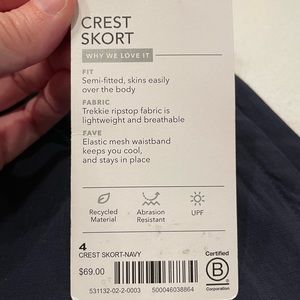 CREST
SKORT
WHY WE LOVE IT
FIT
Semi-fitted, skins easily
over the body
FABRIC
Trekkie ripstop fabric is
lightweight and breathable
FAVE
Elastic mesh waistband
keeps you cool,
and stays in place
Recycled
Material
Abrasion
Resistant
UPF
4
CREST SKORT-NAVY
$69.00
531132-02-2-0003
500046038864
Certified
B
Corporation